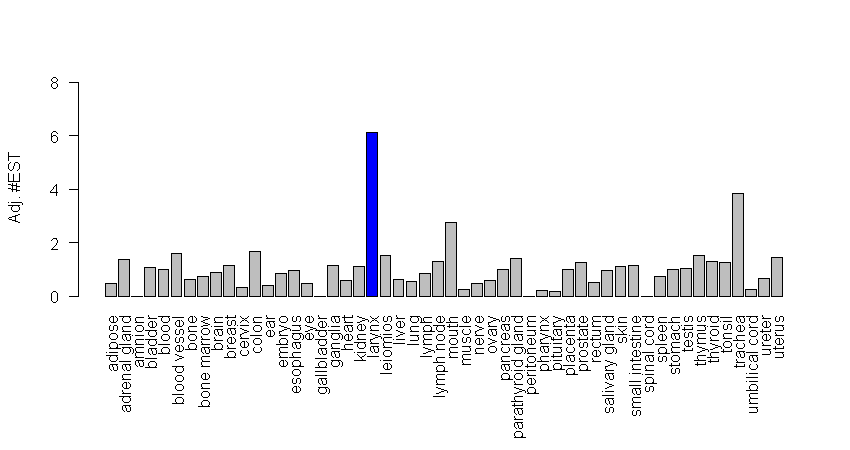 8
6
4
2
0
Adj. #EST
adipose
adrenal gland
amnion
bladder
blood
blood vessel
bone
bone marrow
brain
breast
cervix
colon
ear
embryo
esophagus
eye
gallbladder
ganglia
heart
kidney
larynx
leiomios
liver
lung
lymph
lymph node
mouth
muscle
nerve
ovary
pancreas
parathyroid gland
peritoneum
pharynx
pituitary
placenta
prostate
rectum
salivary gland
skin
small intestine
spinal cord
spleen
stomach
testis
thymus
thyroid
tonsil
trachea
umbilical cord
ureter
uterus